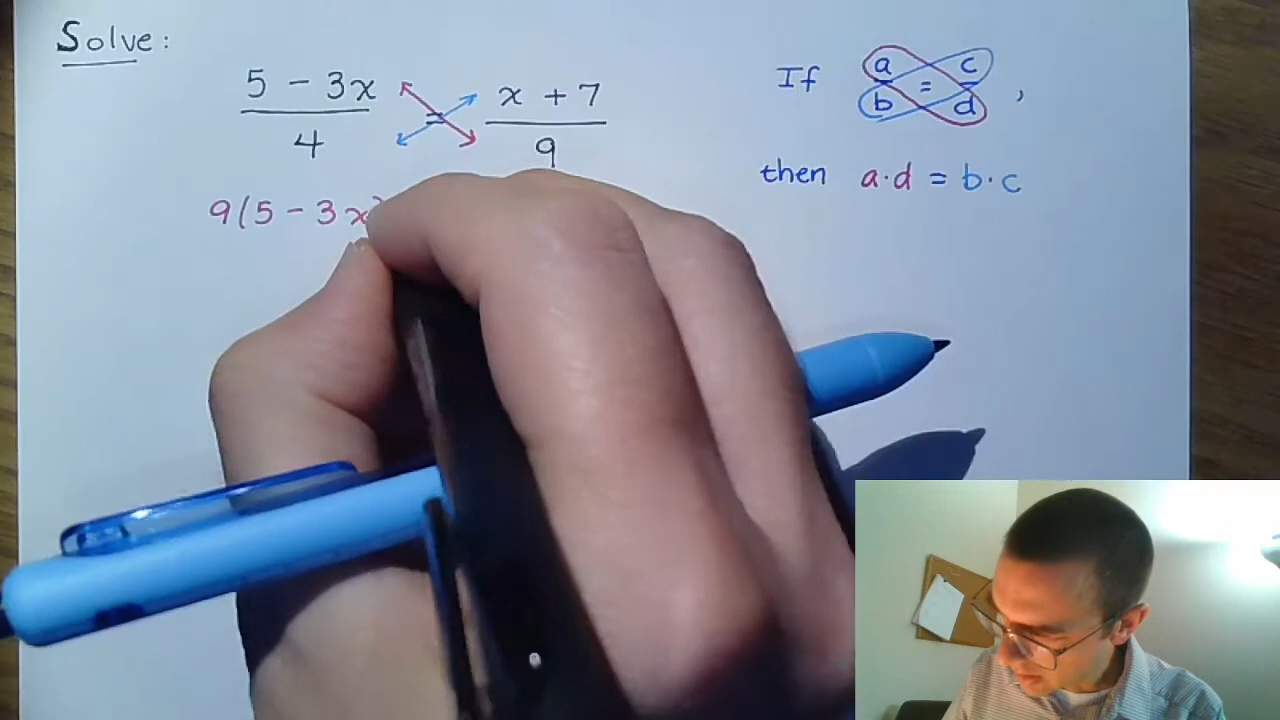 Solve:
5 - 3x / 4 = x + 7 / 9
9(5 - 3x)
If a/b = c/d ,
then a·d = b·c